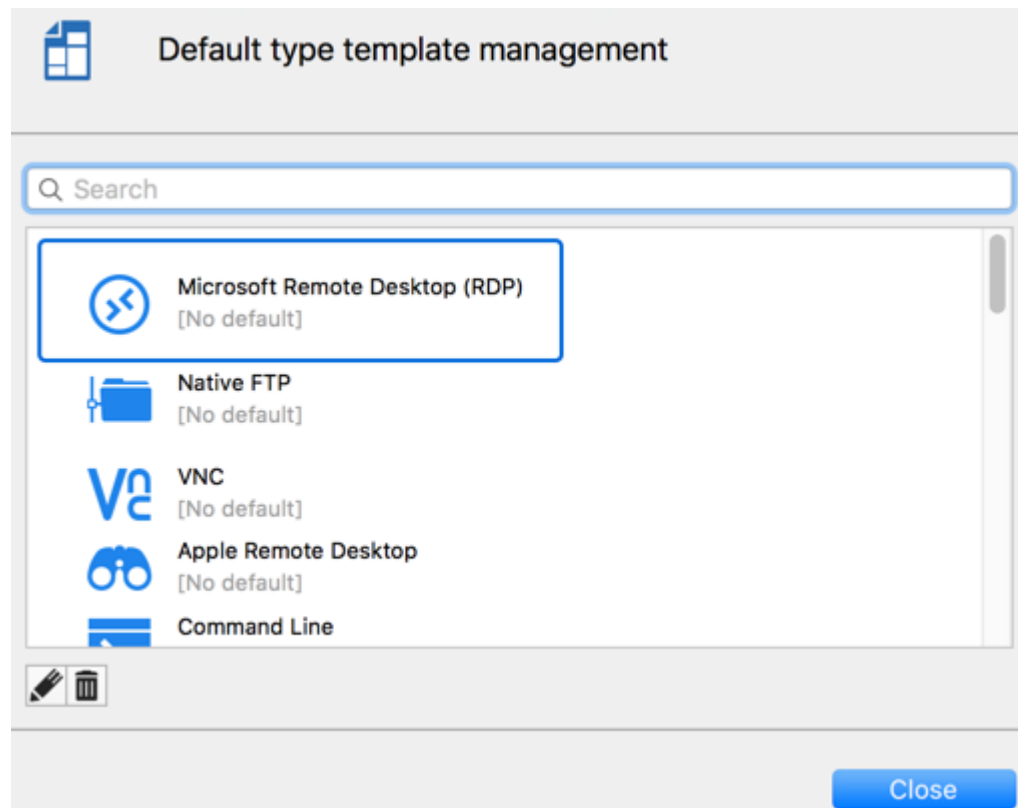 Default type template management
Search
Microsoft Remote Desktop (RDP)
[No default]
Native FTP
[No default]
VNC
VNC
[No default]
Apple Remote Desktop
[No default]
Command Line
Close